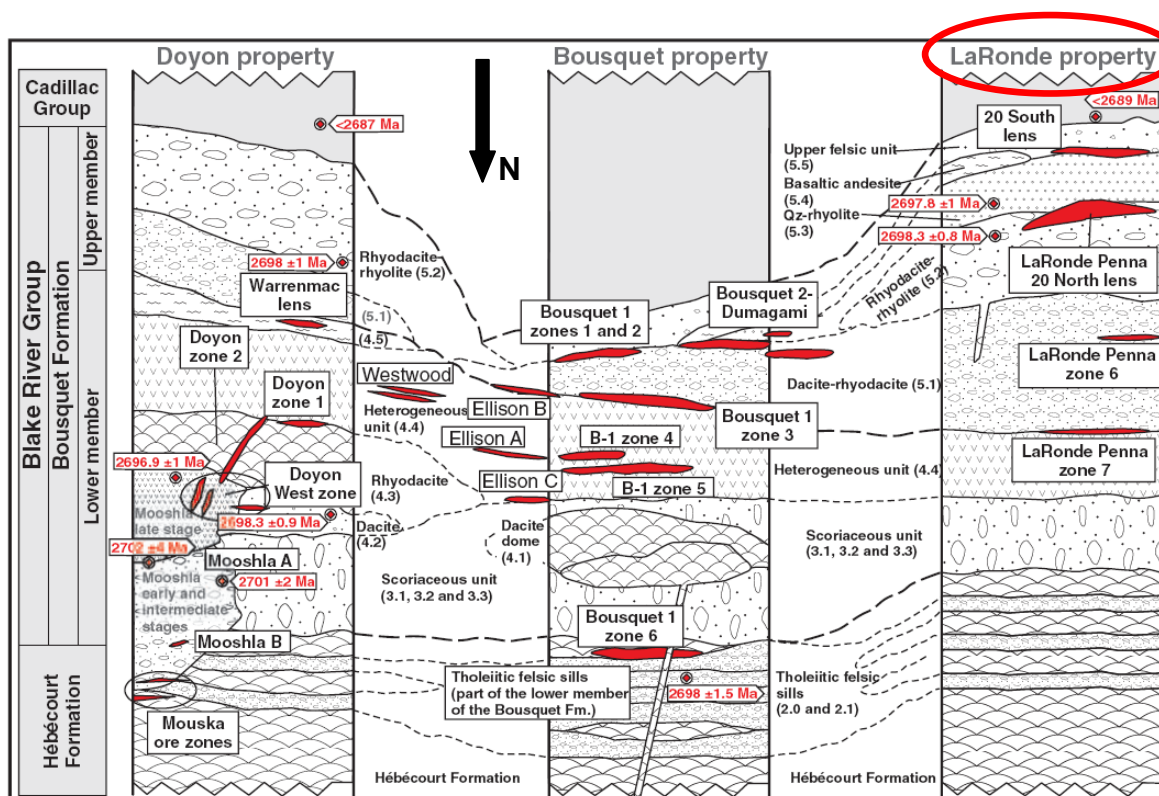 Doyon property
Bousquet property
LaRonde property
Cadillac
Group
Blake River Group
Bousquet Formation
Upper member
Lower member
Hébécourt
Formation
N
<2687 Ma
2698 ±1 Ma
Warrenmac
lens
Doyon
zone 2
Doyon
zone 1
2696.9 ±1 Ma
Doyon
West zone
Mooshla
late stage
2698.3 ±0.9 Ma
2702 ±4 Ma
Mooshla A
2701 ±2 Ma
Mooshla
early and
intermediate
stages
Mooshla B
Mouska
ore zones
Rhyodacite-
rhyolite (5.2)
(5.1)
(4.5)
Westwood
Heterogeneous
unit (4.4)
Ellison B
Ellison A
Ellison C
Rhyodacite
(4.3)
Dacite
(4.2)
Dacite
dome
(4.1)
Scoriaceous unit
(3.1, 3.2 and 3.3)
Tholeiitic felsic sills
(part of the lower member
of the Bousquet Fm.)
Hébécourt Formation
Bousquet 1
zones 1 and 2
Bousquet 2-
Dumagami
Bousquet 1
zone 3
B-1 zone 4
B-1 zone 5
Bousquet 1
zone 6
2698 ±1.5 Ma
Upper felsic unit
(5.5)
Basaltic andesite
(5.4)
Qz-rhyolite
(5.3)
Rhyodacite-
rhyolite (5.2)
Dacite-rhyodacite (5.1)
Heterogeneous unit (4.4)
Scoriaceous unit
(3.1, 3.2 and 3.3)
Tholeiitic felsic
sills
(2.0 and 2.1)
Hébécourt Formation
<2689 Ma
20 South
lens
2697.8 ±1 Ma
2698.3 ±0.8 Ma
LaRonde Penna
20 North lens
LaRonde Penna
zone 6
LaRonde Penna
zone 7